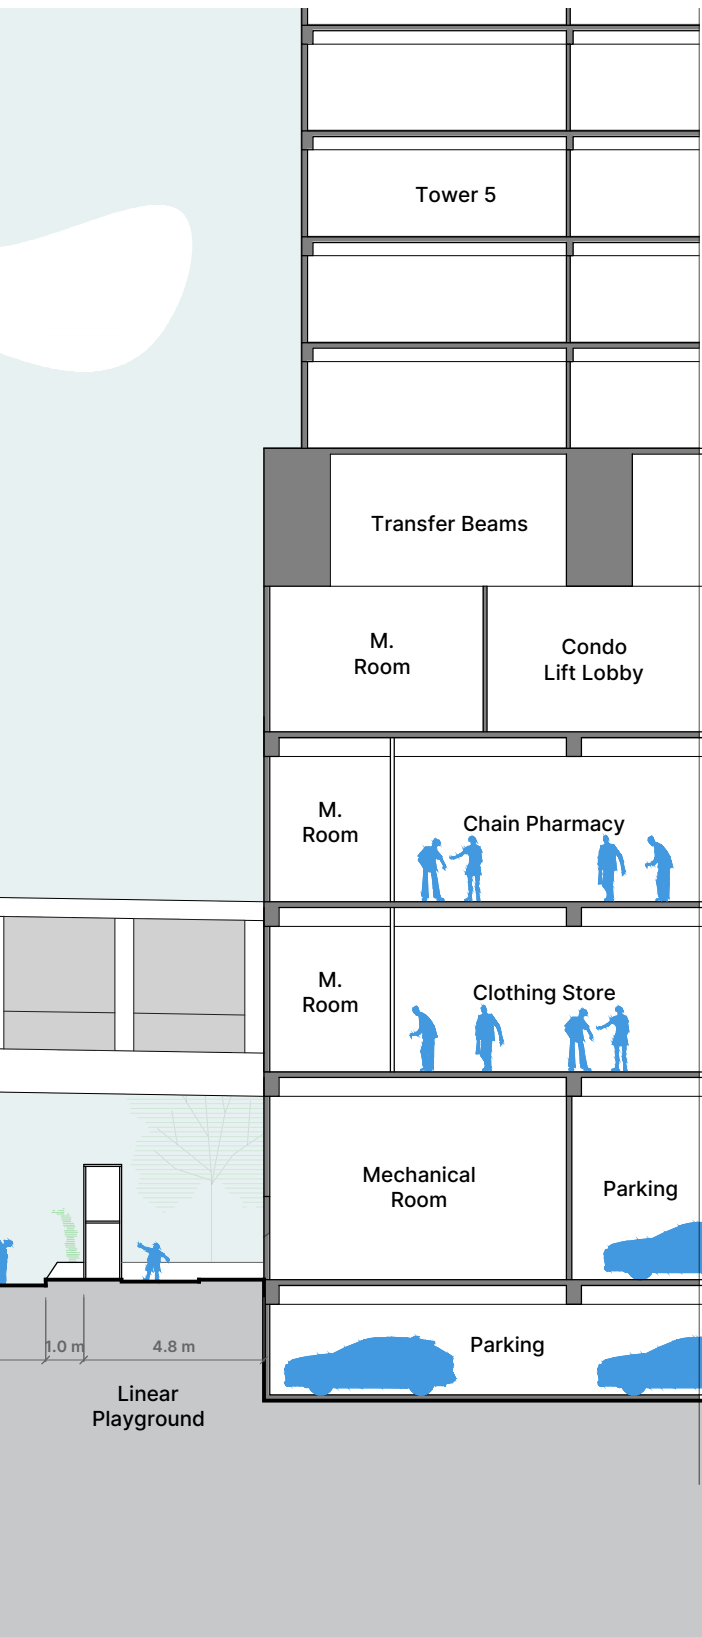 Tower 5
Transfer Beams
M.
Room
Condo
Lift Lobby
M.
Room
Chain Pharmacy
M.
Room
Clothing Store
Mechanical
Room
Parking
Parking
1.0 m
4.8 m
Linear
Playground